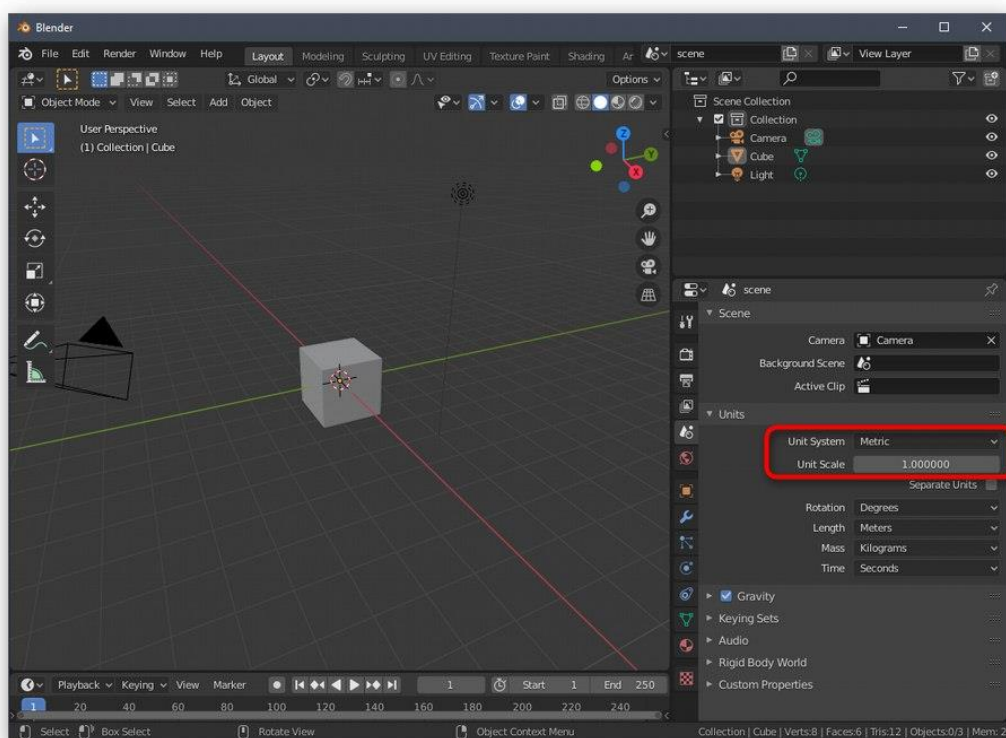 Blender
File Edit Render Window Help Layout Modeling Sculpting UV Editing Texture Paint Shading Ar scene View Layer
Global Options
Object Mode View Select Add Object
User Perspective
(1) Collection | Cube
Z
Y
X
Scene Collection
Collection
Camera
Cube
Light
scene
Scene
Camera Camera
Background Scene
Active Clip
Units
Unit System Metric
Unit Scale 1.000000
Separate Units
Rotation Degrees
Length Meters
Mass Kilograms
Time Seconds
Gravity
Keying Sets
Audio
Rigid Body World
Custom Properties
Playback Keying View Marker 1 Start 1 End 250
1 20 40 60 80 100 120 140 160 180 200 220 240
Select Box Select Rotate View Object Context Menu Collection | Cube | Verts:8 | Faces:6 | Tris:12 | Objects:0/3 | Mem: